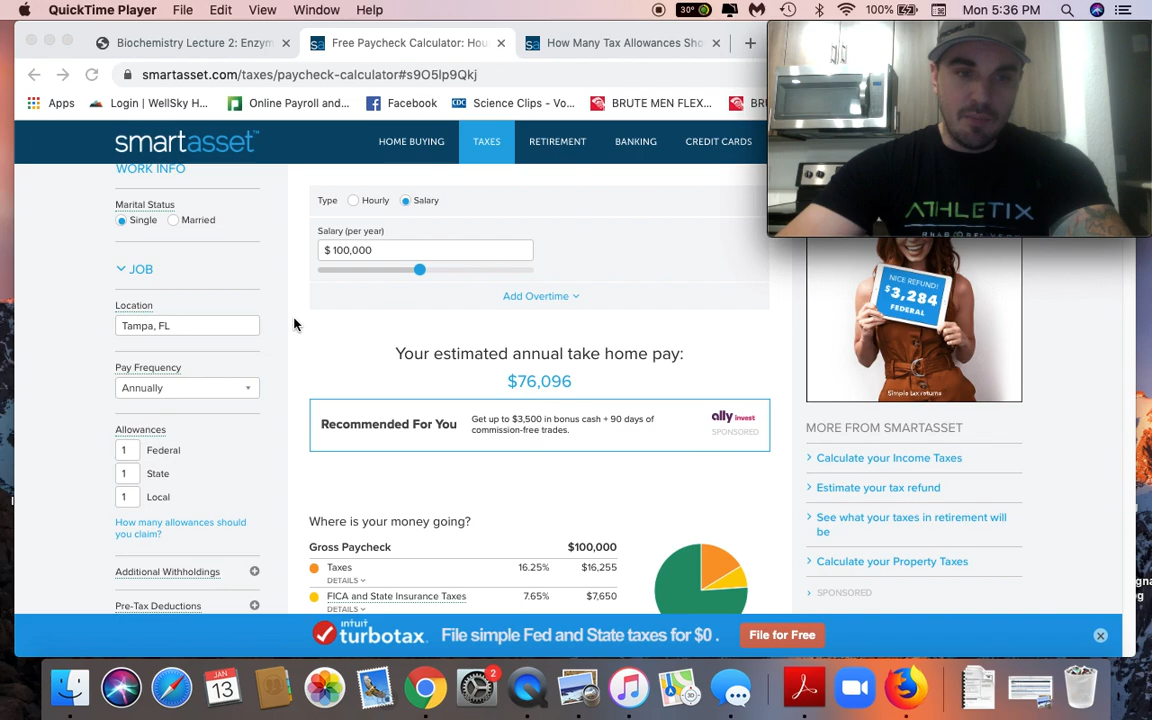 QuickTime Player File Edit View Window Help 30° 100% Mon 5:36 PM
Biochemistry Lecture 2: Enzym Free Paycheck Calculator: Hou How Many Tax Allowances Sho
smartasset.com/taxes/paycheck-calculator#s9O5lp9Qkj
Apps Login | WellSky H... Online Payroll and... Facebook CDC Science Clips - Vo... BRUTE MEN FLEX... BRU
smartasset™ HOME BUYING TAXES RETIREMENT BANKING CREDIT CARDS
WORK INFO
Marital Status
Single Married
JOB
Location
Tampa, FL
Pay Frequency
Annually
Allowances
1 Federal
1 State
1 Local
How many allowances should
you claim?
Additional Withholdings
Pre-Tax Deductions
Type Hourly Salary
Salary (per year)
$ 100,000
Add Overtime
Your estimated annual take home pay:
$76,096
Recommended For You
Get up to $3,500 in bonus cash + 90 days of
commission-free trades.
ally invest
SPONSORED
Where is your money going?
Gross Paycheck $100,000
Taxes 16.25% $16,255
DETAILS
FICA and State Insurance Taxes 7.65% $7,650
DETAILS
ATHLETIX
NICE REFUND!
$3,284
FEDERAL
Simple tax returns
MORE FROM SMARTASSET
Calculate your Income Taxes
Estimate your tax refund
See what your taxes in retirement will
be
Calculate your Property Taxes
SPONSORED
intuit
turbotax. File simple Fed and State taxes for $0. File for Free
JAN
13
2